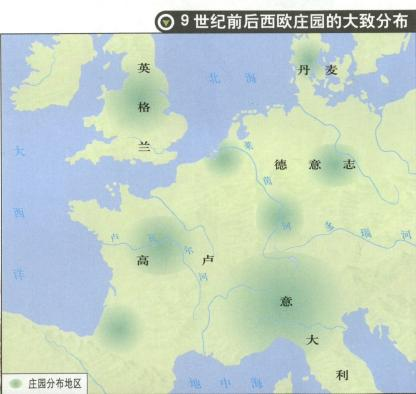 9世纪前后西欧庄园的大致分布
英格兰
北海
丹麦
大西洋
莱茵河
德意志
多瑙河
卢瓦尔河
高卢
意大利
地中海
庄园分布地区